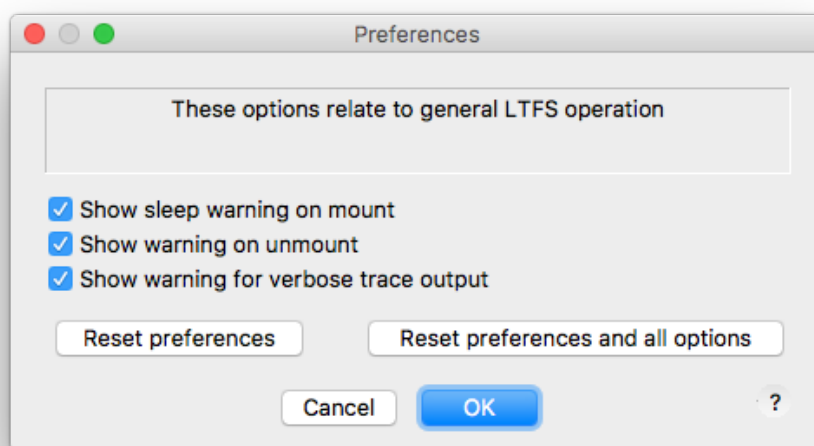 Preferences
These options relate to general LTFS operation
Show sleep warning on mount
Show warning on unmount
Show warning for verbose trace output
Reset preferences Reset preferences and all options
Cancel OK ?